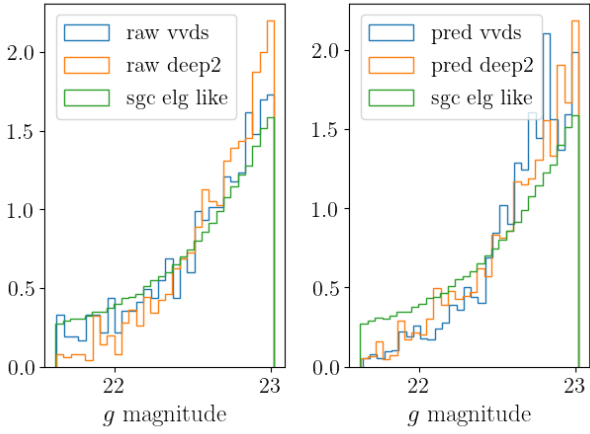 raw vvds
raw deep2
sgc elg like
2.0
1.5
1.0
0.5
0.0
22
23
g magnitude
pred vvds
pred deep2
sgc elg like
2.0
1.5
1.0
0.5
0.0
22
23
g magnitude